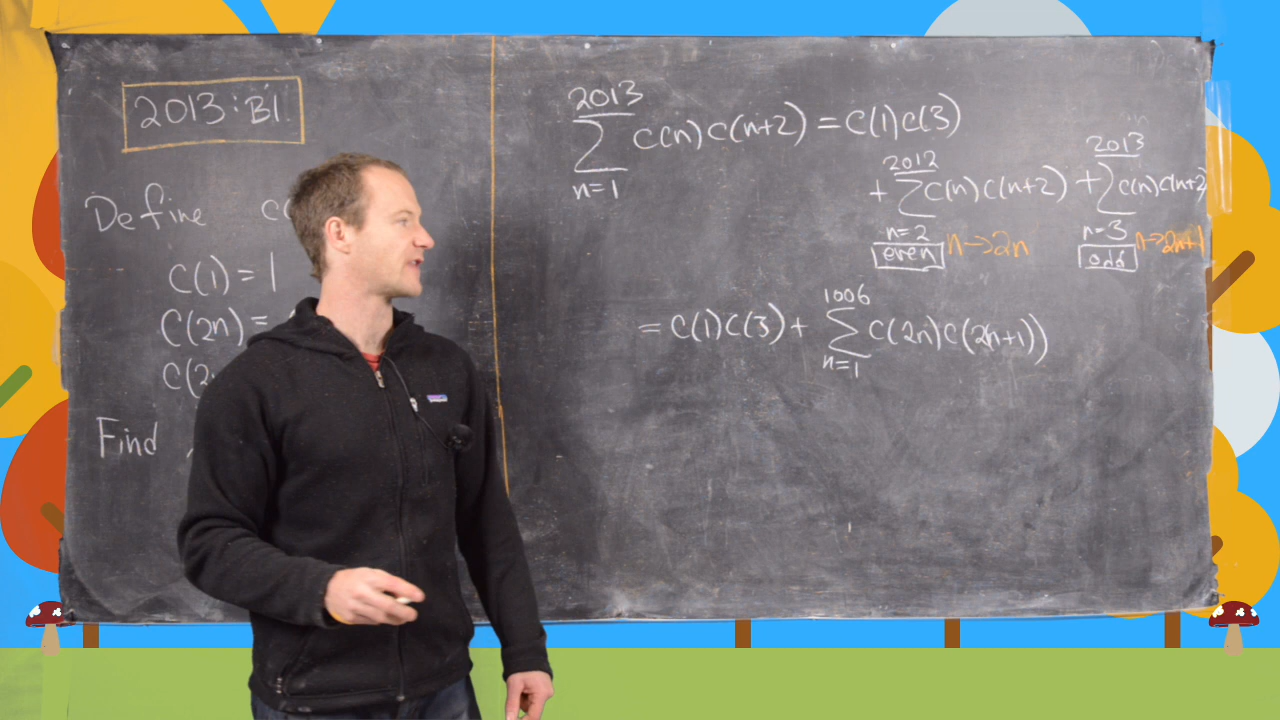 2013:B1
Define
C(1) = 1
C(2n) =
C(2
Find
2013
∑ C(n)C(n+2) = C(1)C(3)
n=1
2012 2013
+ ∑ C(n)C(n+2) + ∑ C(n)C(n+2)
n=2 n=3
even n→2n odd n→2n+1
1006
= C(1)C(3) + ∑ C(2n)C(2(n+1))
n=1